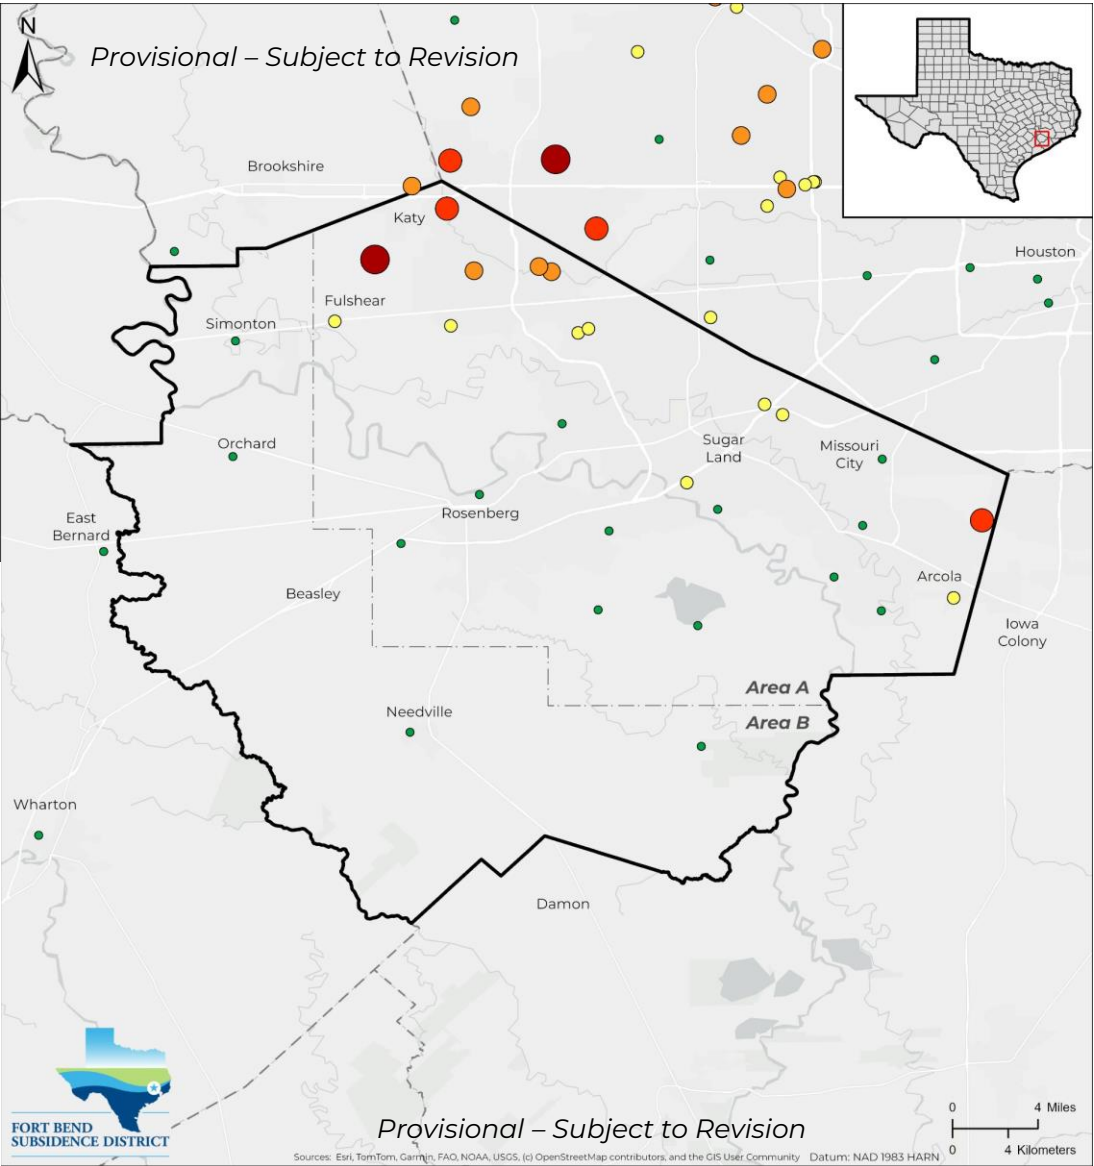 N
Provisional – Subject to Revision
Brookshire
Katy
Houston
Fulshear
Simonton
Orchard
Sugar
Land
Missouri
City
Rosenberg
East
Bernard
Arcola
Beasley
Iowa
Colony
Area A
Needville
Area B
Wharton
Damon
FORT BEND
SUBSIDENCE DISTRICT
Provisional – Subject to Revision
0 4 Miles
0 4 Kilometers
Sources: Esri, TomTom, Garmin, FAO, NOAA, USGS, (c) OpenStreetMap contributors, and the GIS User Community Datum: NAD 1983 HARN